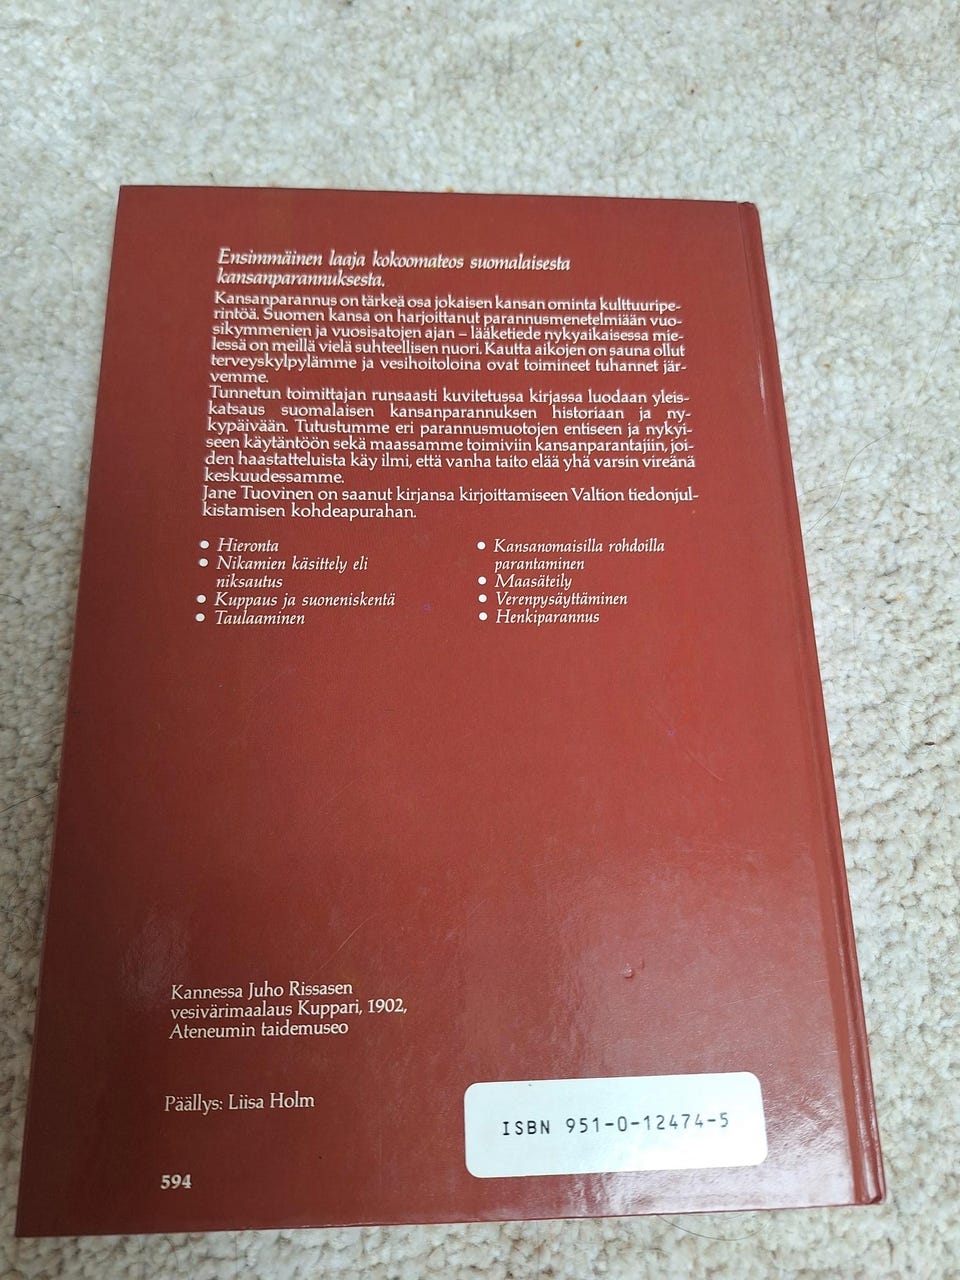 Ensimmäinen laaja kokoomateos suomalaisesta
kansanparannuksesta.
Kansanparannus on tärkeä osa jokaisen kansan ominta kulttuuripe-
rintöä. Suomen kansa on harjoittanut parannusmenetelmiään vuo-
sikymmenien ja vuosisatojen ajan – lääketiede nykyaikaisessa mie-
lessä on meillä vielä suhteellisen nuori. Kautta aikojen on sauna ollut
terveyskylpylämme ja vesihoitoloina ovat toimineet tuhannet jär-
vemme.
Tunnetun toimittajan runsaasti kuvitetussa kirjassa luodaan yleis-
katsaus suomalaisen kansanparannuksen historiaan ja ny-
kypäivään. Tutustumme eri parannusmuotojen entiseen ja nykyi-
seen käytäntöön sekä maassamme toimiviin kansanparantajiin, joi-
den haastatteluista käy ilmi, että vanha taito elää yhä varsin vireänä
keskuudessamme.
Jane Tuovinen on saanut kirjansa kirjoittamiseen Valtion tiedonjul-
kistamisen kohdeapurahan.
• Hieronta
• Nikamien käsittely eli
niksautus
• Kuppaus ja suoneniskentä
• Taulaaminen
• Kansanomaisilla rohdoilla
parantaminen
• Maasäteily
• Verenpysäyttäminen
• Henkiparannus
Kannessa Juho Rissasen
vesivärimaalaus Kuppari, 1902,
Ateneumin taidemuseo
Päällys: Liisa Holm
ISBN 951-0-12474-5
594